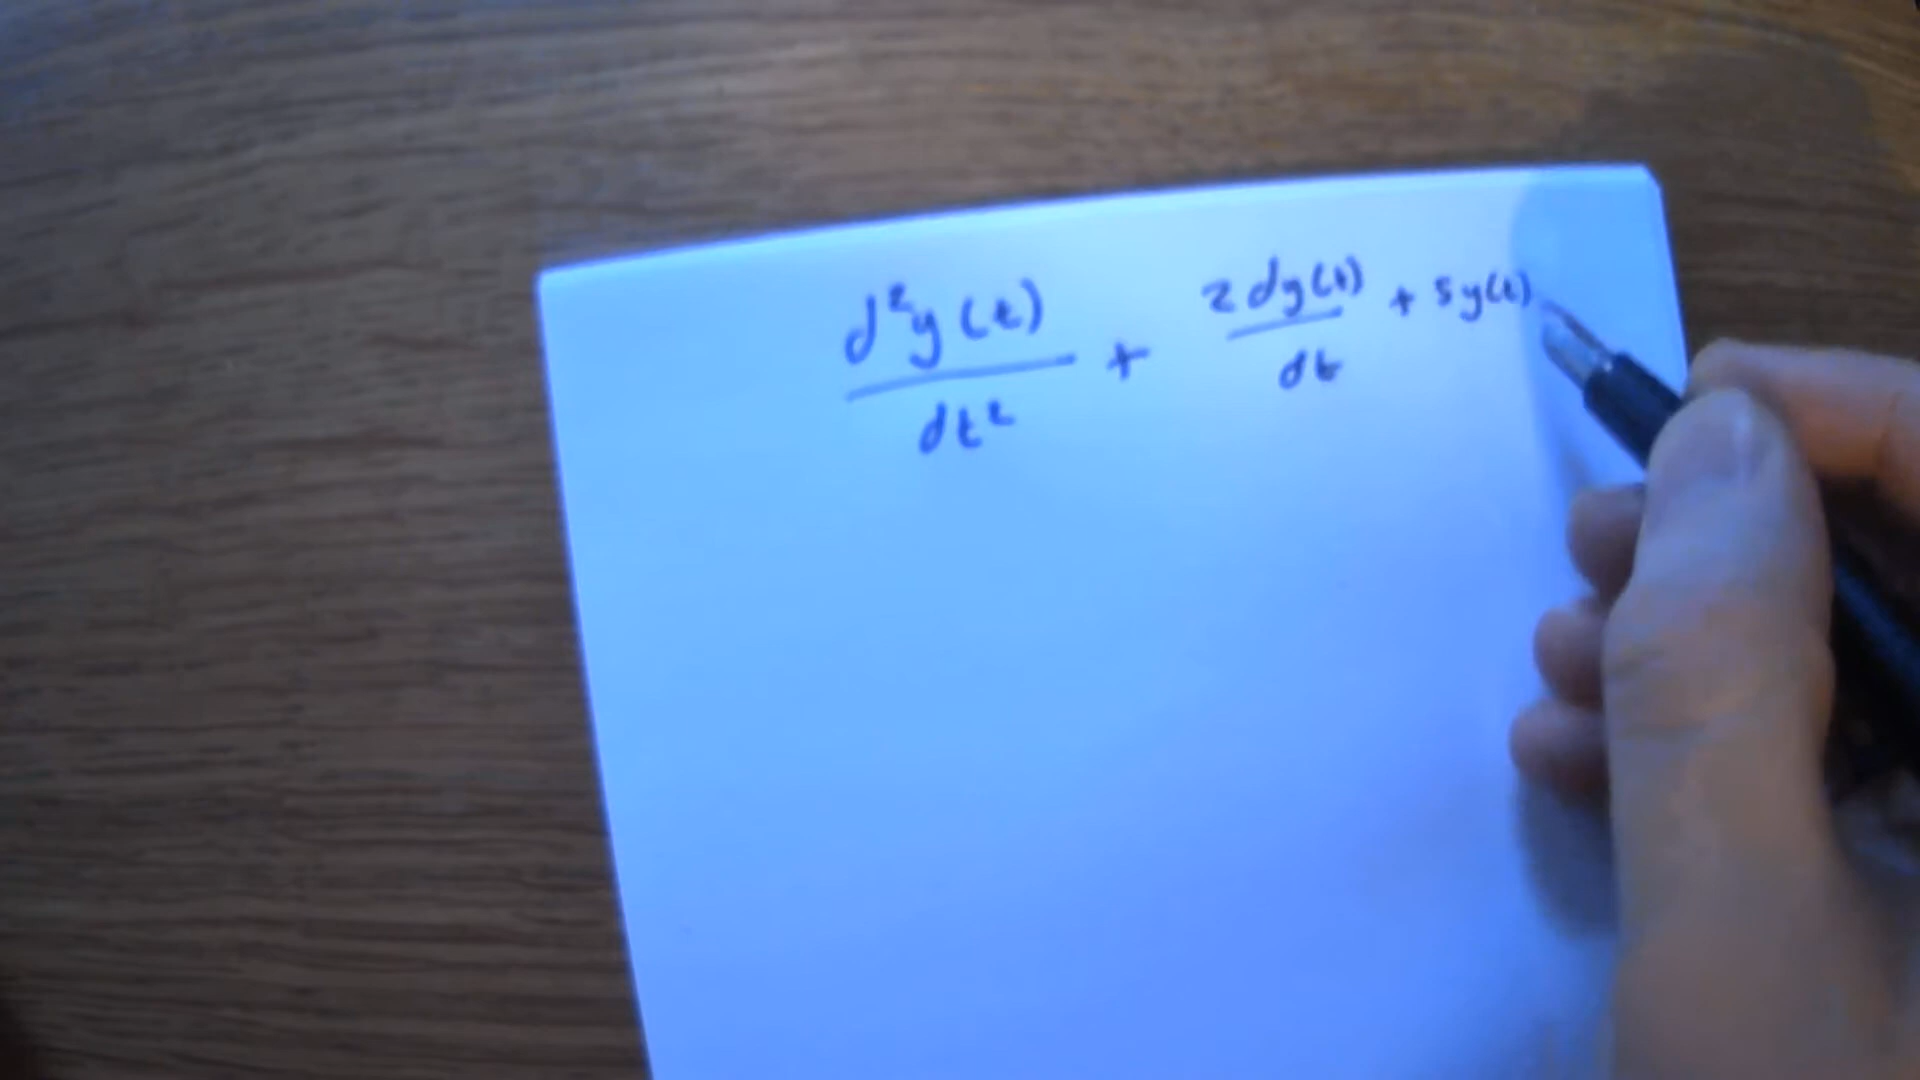 d²y(t)/dt² + 2dy(t)/dt + 5y(t)